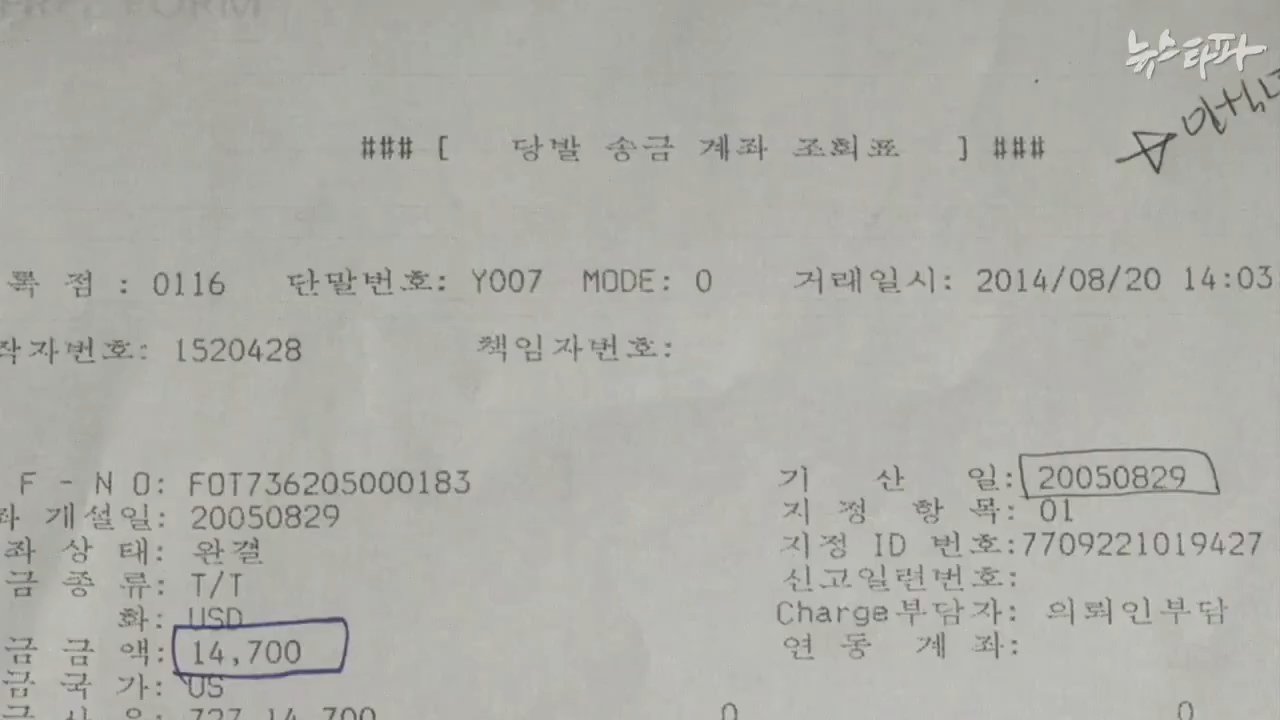 뉴스타파
### [ 당발 송금 계좌 조회표 ] ###
록 점 : 0116 단말번호: Y007 MODE: 0 거래일시: 2014/08/20 14:03
작자번호: 1520428 책임자번호:
F - N O: FOT736205000183 기 산 일: 20050829
좌 개설일: 20050829 지 정 항 목: 01
좌 상 태: 완결 지정 ID 번호:7709221019427
금 종 류: T/T 신고일련번호:
화: USD Charge부담자: 의뢰인부담
금 금 액: 14,700 연 동 계 좌:
금 국 가: US
727 14,700 0 0